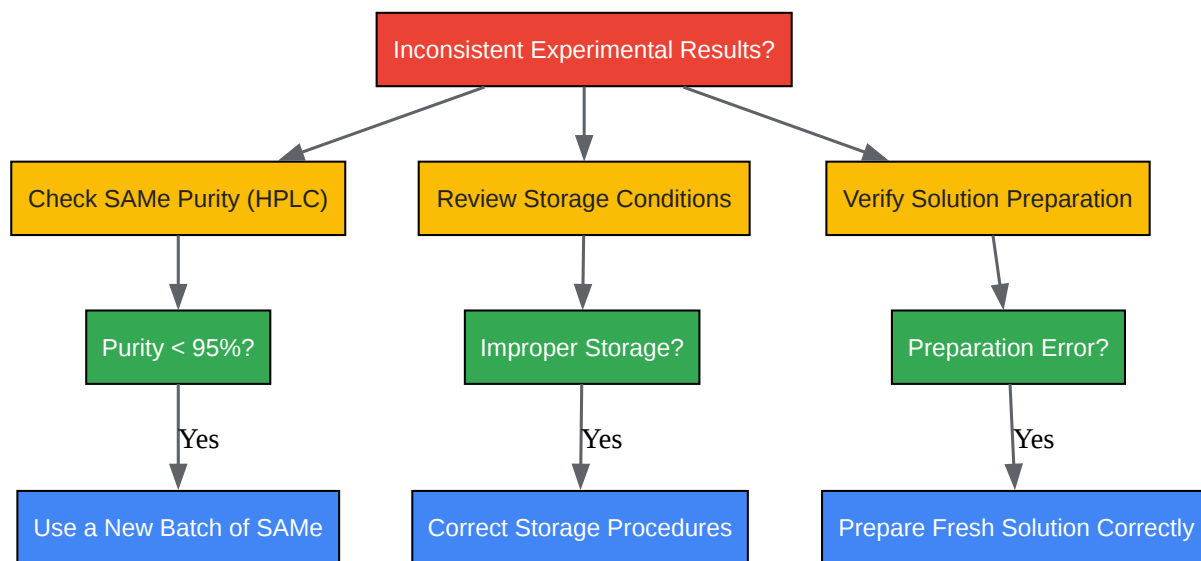 Inconsistent Experimental Results?
Check SAMe Purity (HPLC)
Review Storage Conditions
Verify Solution Preparation
Purity < 95%?
Improper Storage?
Preparation Error?
Yes
Yes
Yes
Use a New Batch of SAMe
Correct Storage Procedures
Prepare Fresh Solution Correctly